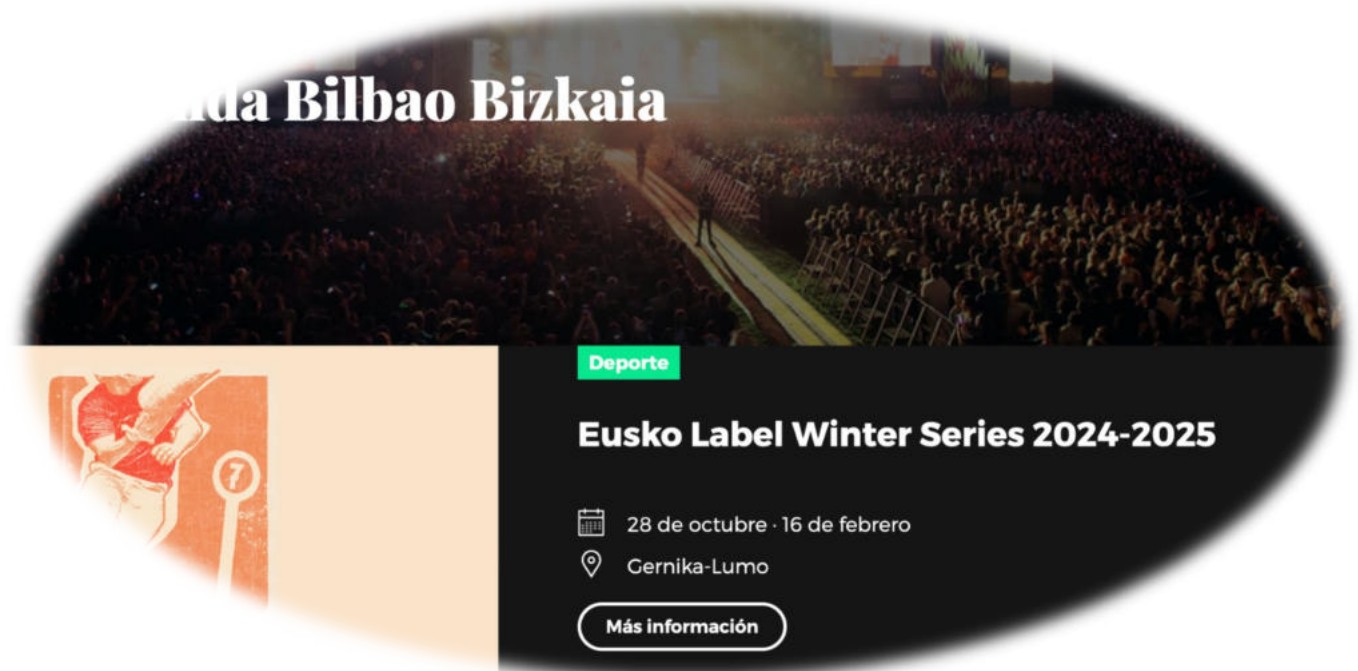 Bilbao Bizkaia
Deporte
Eusko Label Winter Series 2024-2025
7
28 de octubre · 16 de febrero
Gernika-Lumo
Más información